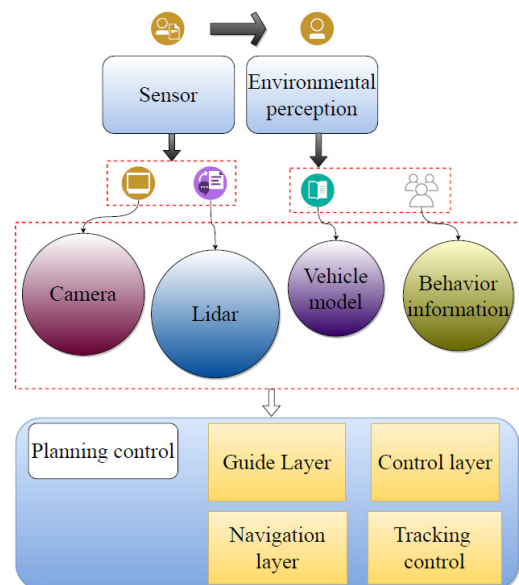 Sensor
Environmental
perception
Camera
Lidar
Vehicle
model
Behavior
information
Planning control
Guide Layer
Control layer
Navigation
layer
Tracking
control